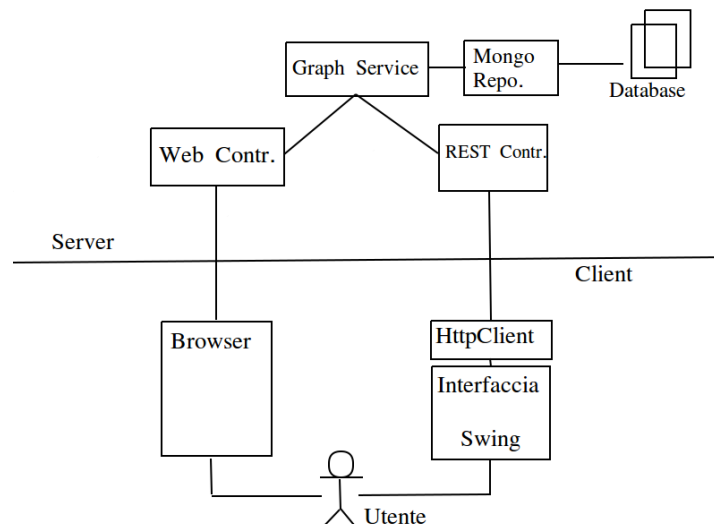 Graph Service
Mongo
Repo.
Database
Web Contr.
REST Contr.
Server
Client
Browser
HttpClient
Interfaccia
Swing
Utente